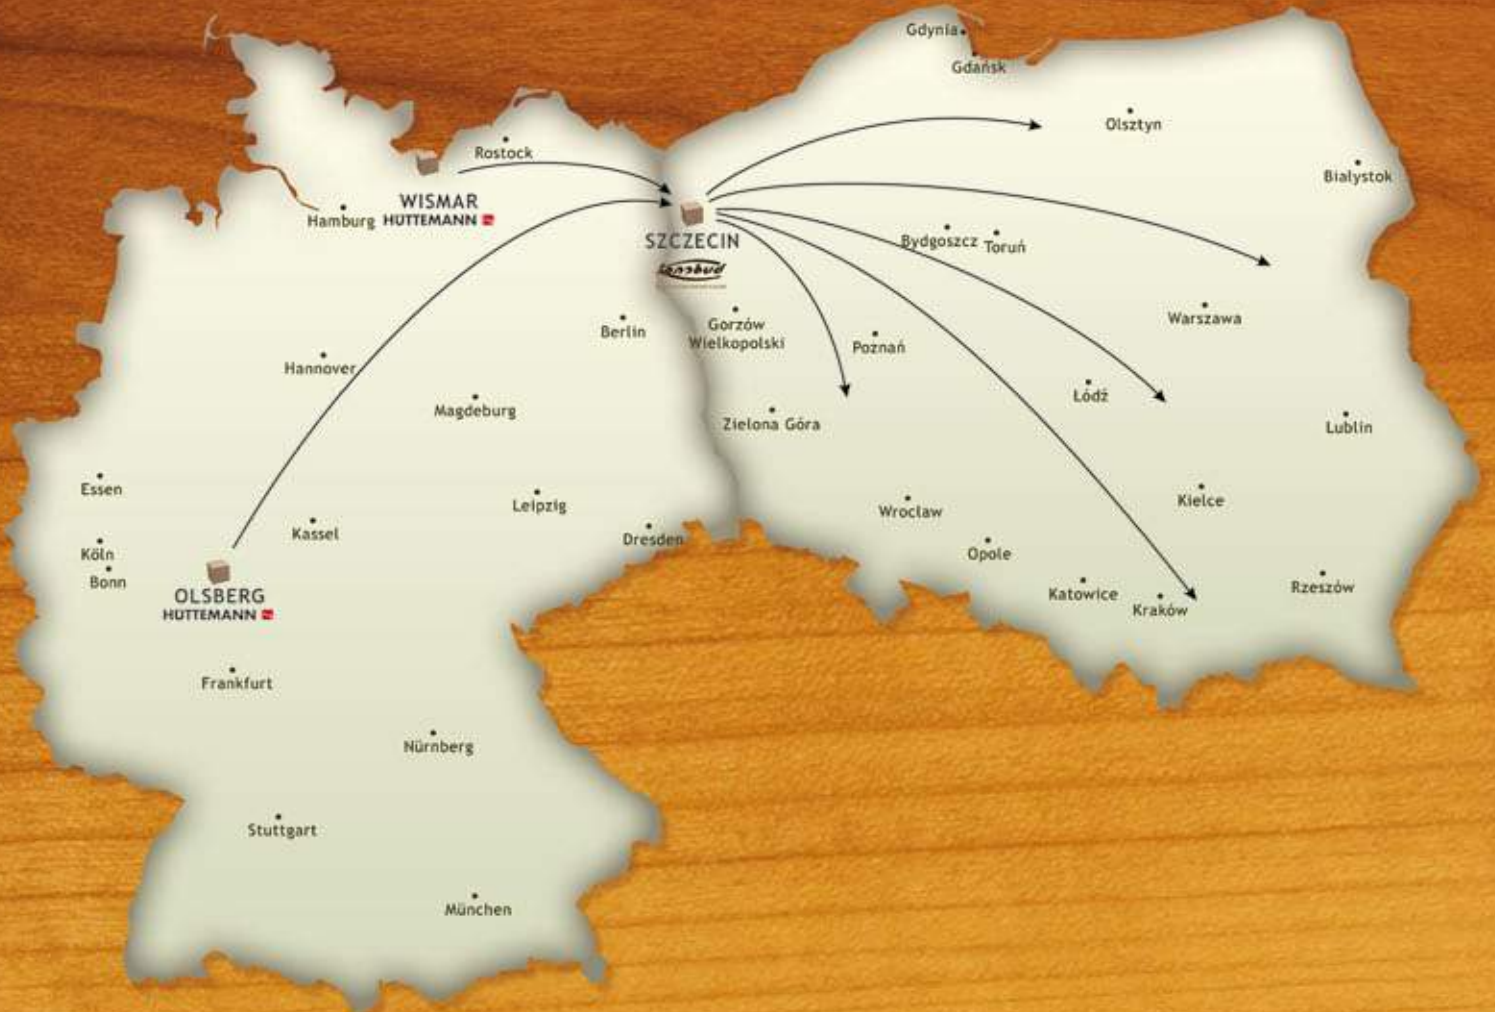 Gdynia
Gdańsk
Olsztyn
Rostock
Białystok
WISMAR
Hamburg
HÜTTEMANN
SZCZECIN
Bydgoszcz
Toruń
Berlin
Gorzów
Wielkopolski
Warszawa
Poznań
Hannover
Magdeburg
Łódź
Zielona Góra
Lublin
Essen
Leipzig
Kielce
Wrocław
Kassel
Dresden
Köln
Opole
Bonn
Katowice
Kraków
Rzeszów
OLSBERG
HÜTTEMANN
Frankfurt
Nürnberg
Stuttgart
München